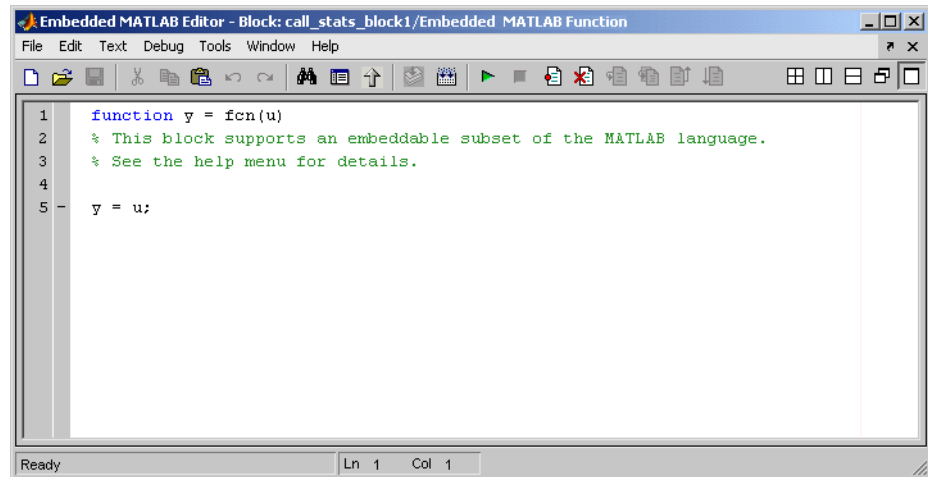 Embedded MATLAB Editor - Block: call_stats_block1/Embedded MATLAB Function
File Edit Text Debug Tools Window Help
1 function y = fcn(u)
2 % This block supports an embeddable subset of the MATLAB language.
3 % See the help menu for details.
4
5 - y = u;
Ready Ln 1 Col 1